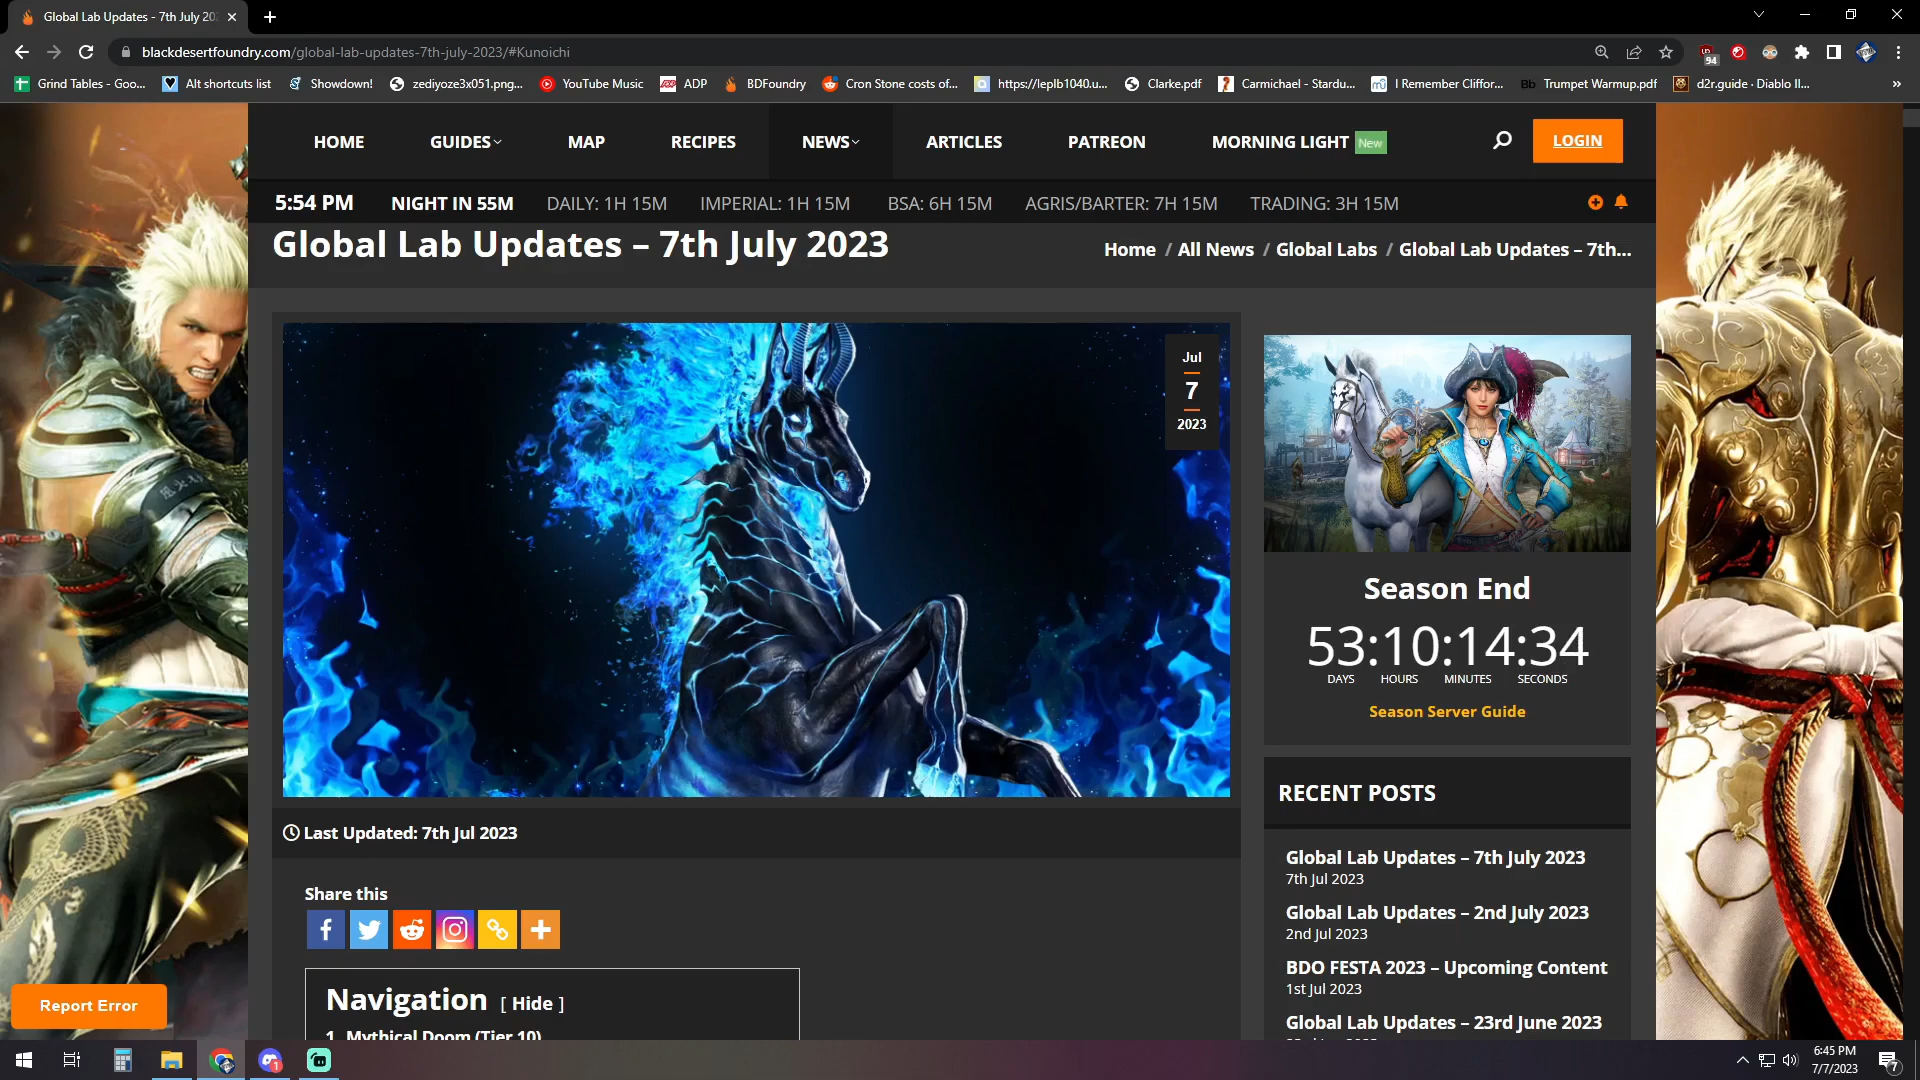 Global Lab Updates - 7th July 202
blackdesertfoundry.com/global-lab-updates-7th-july-2023/#Kunoichi
94
Grind Tables - Goo...
Alt shortcuts list
Showdown!
zediyoze3x051.png...
YouTube Music
ADP
BDFoundry
Cron Stone costs of...
https://leplb1040.u...
Clarke.pdf
Carmichael - Stardu...
I Remember Cliffor...
Bb
Trumpet Warmup.pdf
d2r.guide · Diablo II...
»
HOME
GUIDES
MAP
RECIPES
NEWS
ARTICLES
PATREON
MORNING LIGHT New
LOGIN
5:54 PM
NIGHT IN 55M
DAILY: 1H 15M
IMPERIAL: 1H 15M
BSA: 6H 15M
AGRIS/BARTER: 7H 15M
TRADING: 3H 15M
Global Lab Updates – 7th July 2023
Home / All News / Global Labs / Global Lab Updates – 7th...
Jul
7
2023
Season End
53:10:14:34
DAYS HOURS MINUTES SECONDS
Season Server Guide
Last Updated: 7th Jul 2023
Share this
Navigation [ Hide ]
1. Mythical Doom (Tier 10)
RECENT POSTS
Global Lab Updates – 7th July 2023
7th Jul 2023
Global Lab Updates – 2nd July 2023
2nd Jul 2023
BDO FESTA 2023 – Upcoming Content
1st Jul 2023
Global Lab Updates – 23rd June 2023
Report Error
1
6:45 PM
7/7/2023
7